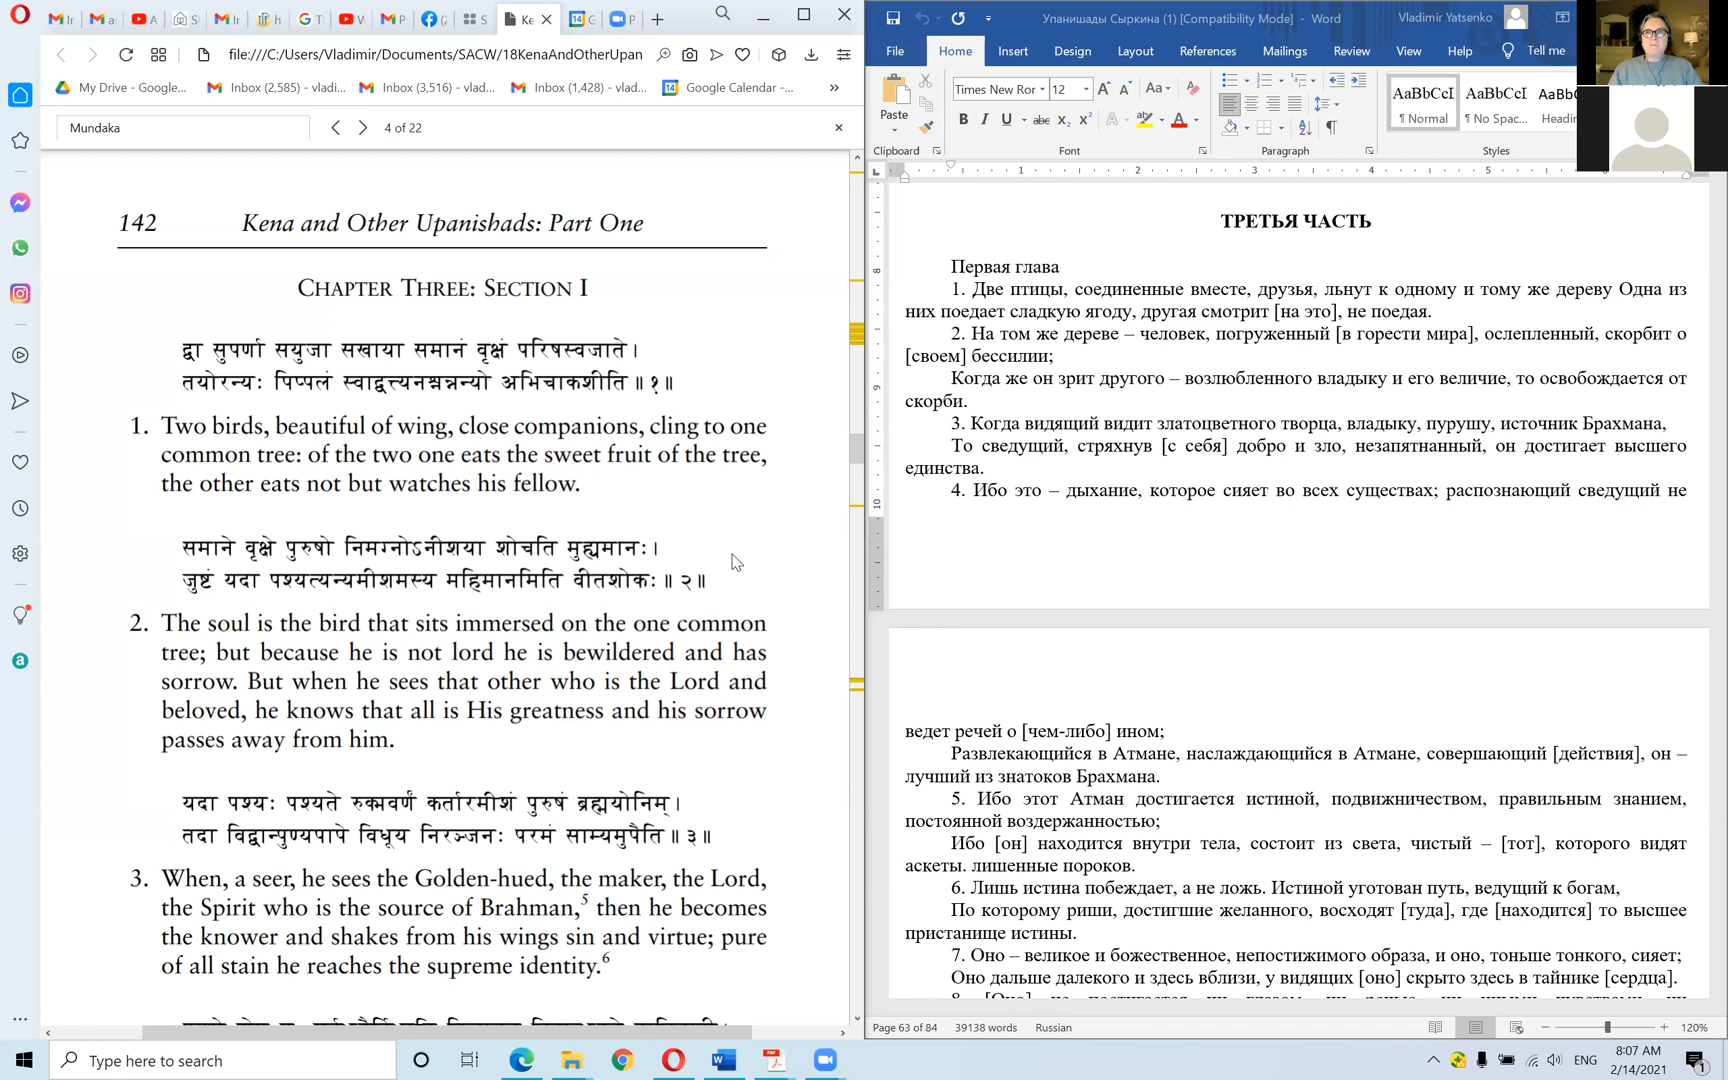 Упанишады Сыркина (1) [Compatibility Mode] - Word
Vladimir Yatsenko
file:///C:/Users/Vladimir/Documents/SACW/18KenaAndOtherUpan
File Home Insert Design Layout References Mailings Review View Help Tell me
My Drive - Google... Inbox (2,585) - vladi... Inbox (3,516) - vlad... Inbox (1,428) - vlad... Google Calendar -... »
Times New Ror 12
Paste
AaBbCcI AaBbCcI AaBbC
¶ Normal ¶ No Spac... Headin
Clipboard Font Paragraph Styles
Mundaka
4 of 22
142 Kena and Other Upanishads: Part One
CHAPTER THREE: SECTION I
द्वा सुपर्णा सयुजा सखाया समानं वृक्षं परिषस्वजाते।
तयोरन्यः पिप्पलं स्वाद्वत्त्यनश्नन्नन्यो अभिचाकशीति॥१॥
1. Two birds, beautiful of wing, close companions, cling to one
common tree: of the two one eats the sweet fruit of the tree,
the other eats not but watches his fellow.
समाने वृक्षे पुरुषो निमग्नोऽनीशया शोचति मुह्यमानः।
जुष्टं यदा पश्यत्यन्यमीशमस्य महिमानमिति वीतशोकः॥२॥
2. The soul is the bird that sits immersed on the one common
tree; but because he is not lord he is bewildered and has
sorrow. But when he sees that other who is the Lord and
beloved, he knows that all is His greatness and his sorrow
passes away from him.
यदा पश्यः पश्यते रुक्मवर्णं कर्तारमीशं पुरुषं ब्रह्मयोनिम्।
तदा विद्वान्पुण्यपापे विधूय निरञ्जनः परमं साम्यमुपैति॥३॥
3. When, a seer, he sees the Golden-hued, the maker, the Lord,
the Spirit who is the source of Brahman,5 then he becomes
the knower and shakes from his wings sin and virtue; pure
of all stain he reaches the supreme identity.6
ТРЕТЬЯ ЧАСТЬ
Первая глава
1. Две птицы, соединенные вместе, друзья, льнут к одному и тому же дереву Одна из
них поедает сладкую ягоду, другая смотрит [на это], не поедая.
2. На том же дереве – человек, погруженный [в горести мира], ослепленный, скорбит о
[своем] бессилии;
Когда же он зрит другого – возлюбленного владыку и его величие, то освобождается от
скорби.
3. Когда видящий видит златоцветного творца, владыку, пурушу, источник Брахмана,
То сведущий, стряхнув [с себя] добро и зло, незапятнанный, он достигает высшего
единства.
4. Ибо это – дыхание, которое сияет во всех существах; распознающий сведущий не
ведет речей о [чем-либо] ином;
Развлекающийся в Атмане, наслаждающийся в Атмане, совершающий [действия], он –
лучший из знатоков Брахмана.
5. Ибо этот Атман достигается истиной, подвижничеством, правильным знанием,
постоянной воздержанностью;
Ибо [он] находится внутри тела, состоит из света, чистый – [тот], которого видят
аскеты. лишенные пороков.
6. Лишь истина побеждает, а не ложь. Истиной уготован путь, ведущий к богам,
По которому риши, достигшие желанного, восходят [туда], где [находится] то высшее
пристанище истины.
7. Оно – великое и божественное, непостижимого образа, и оно, тоньше тонкого, сияет;
Оно дальше далекого и здесь вблизи, у видящих [оно] скрыто здесь в тайнике [сердца].
Page 63 of 84 39138 words Russian
120%
Type here to search
ENG
8:07 AM
2/14/2021